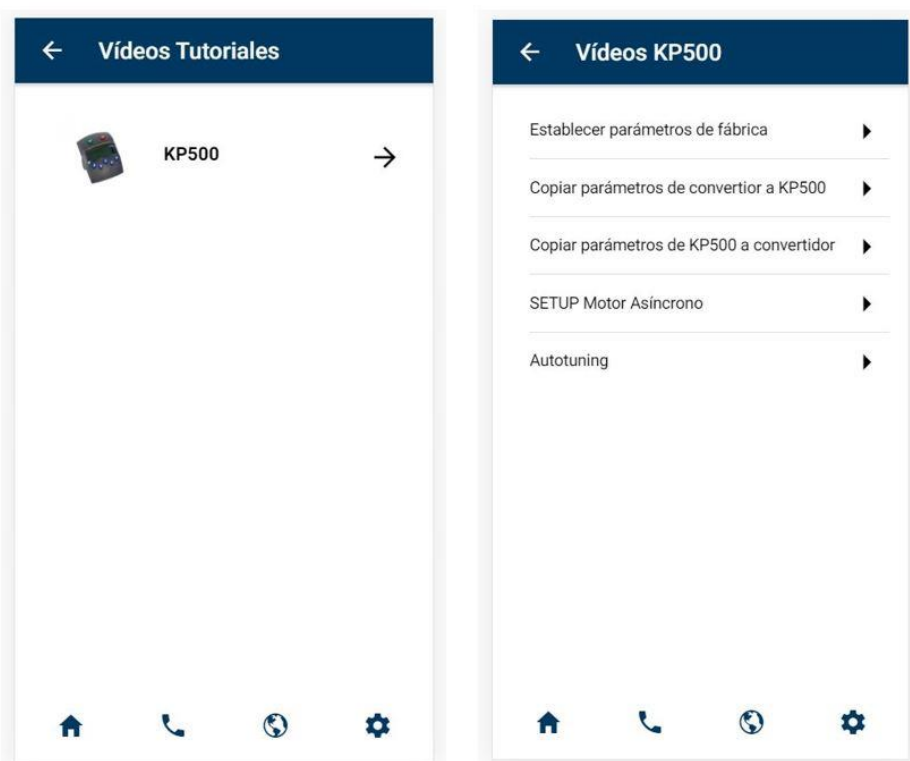 Vídeos Tutoriales
KP500
Vídeos KP500
Establecer parámetros de fábrica
Copiar parámetros de convertior a KP500
Copiar parámetros de KP500 a convertidor
SETUP Motor Asíncrono
Autotuning